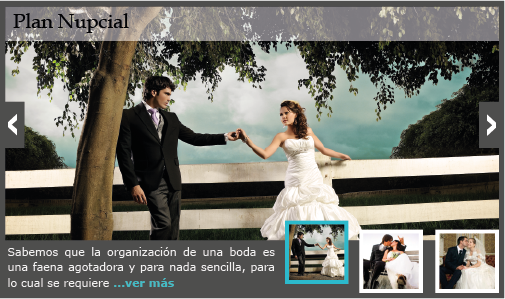 Plan Nupcial
Sabemos que la organización de una boda es
una faena agotadora y para nada sencilla, para
lo cual se requiere ...ver más